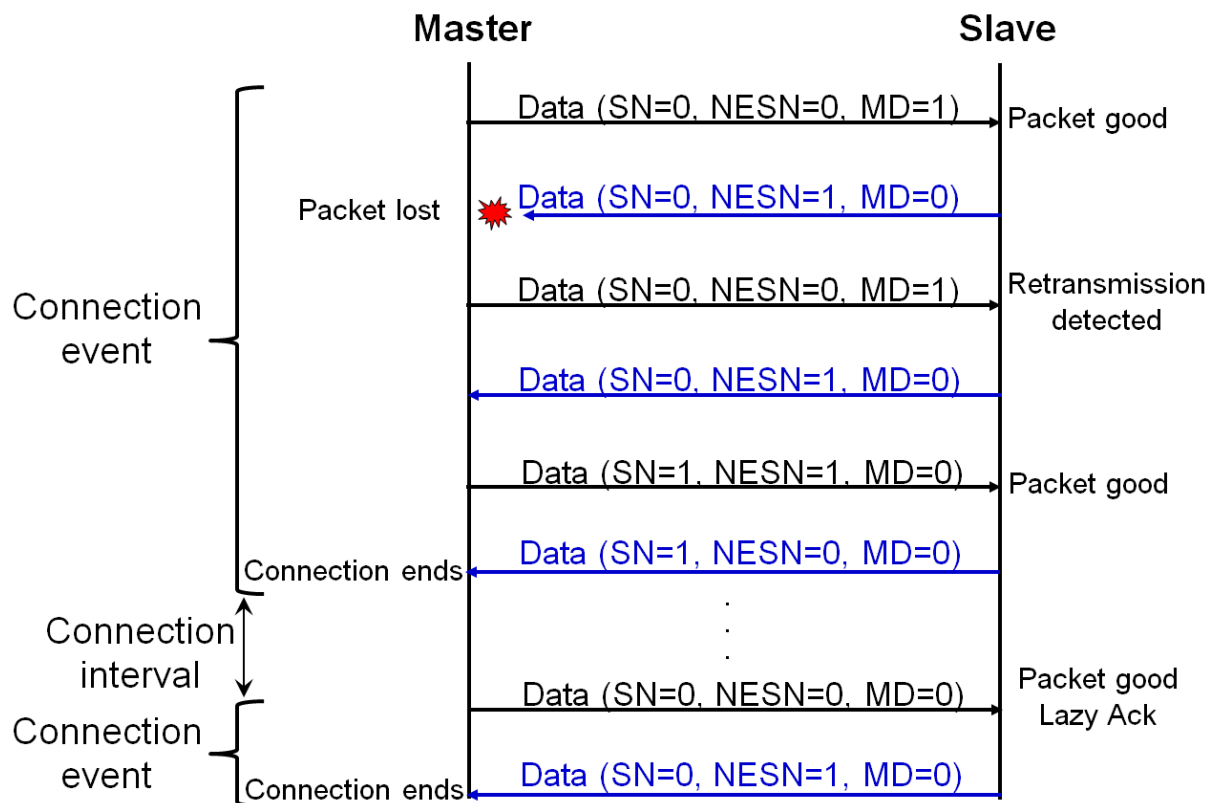 Master
Slave
Data (SN=0, NESN=0, MD=1)
Packet good
Data (SN=0, NESN=1, MD=0)
Packet lost
Data (SN=0, NESN=0, MD=1)
Retransmission
detected
Connection
event
Data (SN=0, NESN=1, MD=0)
Data (SN=1, NESN=1, MD=0)
Packet good
Data (SN=1, NESN=0, MD=0)
Connection ends
Connection
interval
Data (SN=0, NESN=0, MD=0)
Packet good
Lazy Ack
Connection
event
Data (SN=0, NESN=1, MD=0)
Connection ends